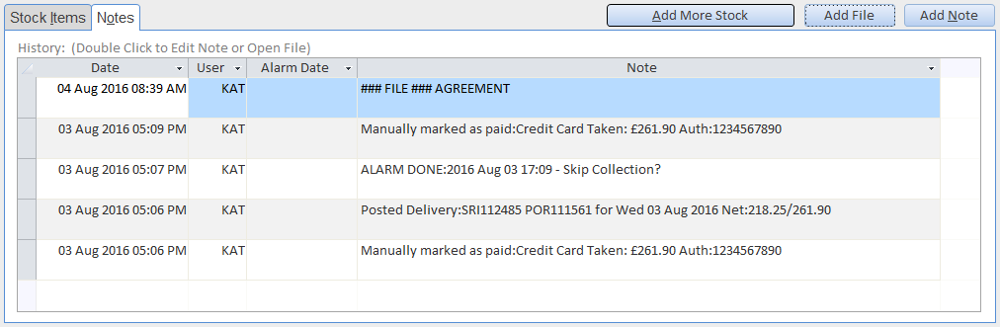 Stock Items Notes Add More Stock Add File Add Note
History: (Double Click to Edit Note or Open File)
Date User Alarm Date Note
04 Aug 2016 08:39 AM KAT ### FILE ### AGREEMENT
03 Aug 2016 05:09 PM KAT Manually marked as paid:Credit Card Taken: £261.90 Auth:1234567890
03 Aug 2016 05:07 PM KAT ALARM DONE:2016 Aug 03 17:09 - Skip Collection?
03 Aug 2016 05:06 PM KAT Posted Delivery:SRI112485 POR111561 for Wed 03 Aug 2016 Net:218.25/261.90
03 Aug 2016 05:06 PM KAT Manually marked as paid:Credit Card Taken: £261.90 Auth:1234567890